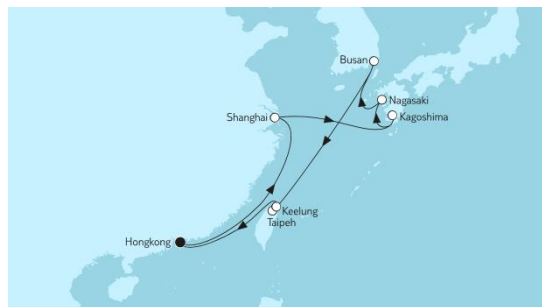 Busan
Nagasaki
Shanghai
Kagoshima
Keelung
Taipeh
Hongkong